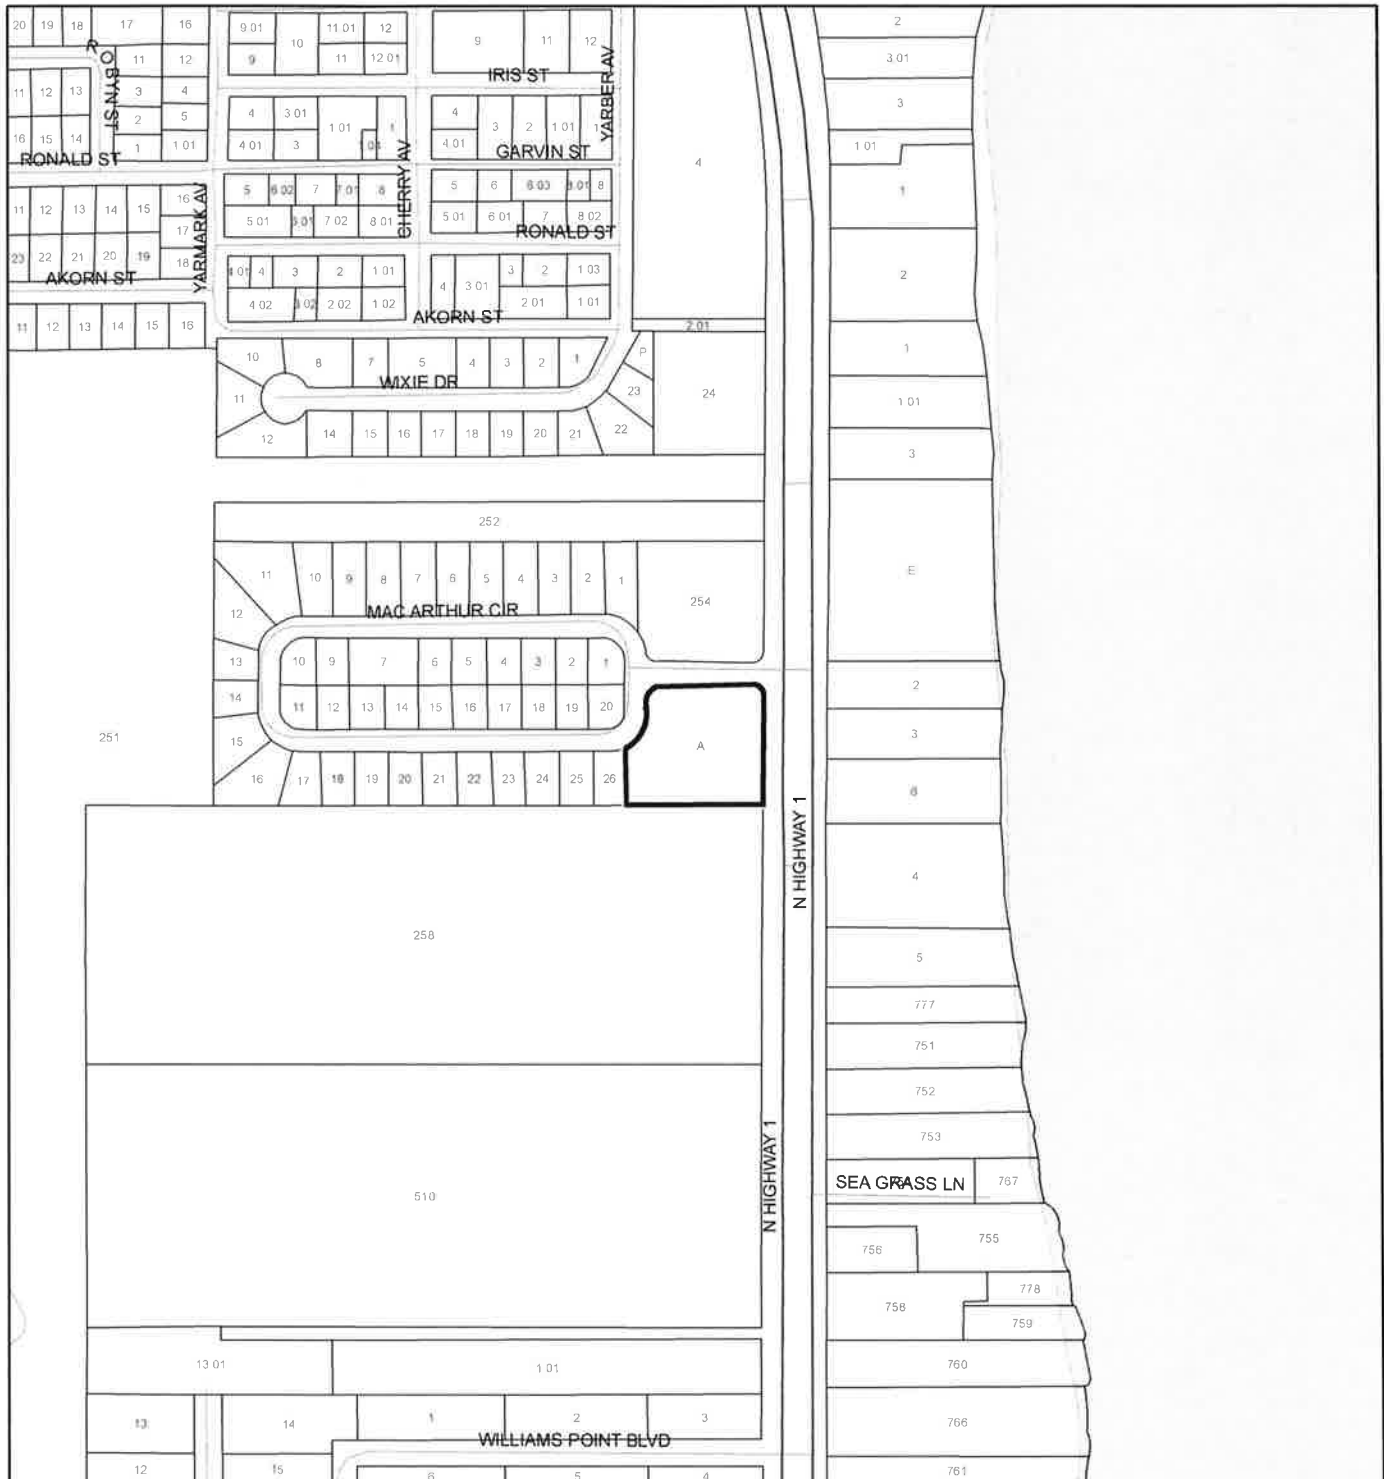 20 19 18 17 16 9 01 10 11 01 12 9 11 12 2
ROBYN ST 11 12 9 11 12 01 YARBER AV 3 01
IRIS ST
11 12 13 3 4 4 3 01 1 01 1 4 3 2 1 01 1 3
2 5
16 15 14 1 1 01 4 01 3 1 04 4 01 GARVIN ST 1 01
RONALD ST CHERRY AV 4
5 6 02 7 7 01 8 5 6 6 03 8 01 8 1
11 12 13 14 15 16 YARMARK AV 5 01 6 01 7 02 8 01 5 01 6 01 7 8 02
17 RONALD ST
23 22 21 20 19 18 4 01 4 3 2 1 01 3 2 1 03 2
AKORN ST 4 3 01
4 02 3 02 2 02 1 02 2 01 1 01
11 12 13 14 15 16 AKORN ST 2 01
10 8 7 5 4 3 2 1 P 1
WIXIE DR
11 23 24 1 01
12 14 15 16 17 18 19 20 21 22 3
252
E
11 10 9 8 7 6 5 4 3 2 1 254
12 MAC ARTHUR CIR
13 10 9 7 6 5 4 3 2 1 2
14 11 12 13 14 15 16 17 18 19 20
251 15 A 3
16 17 18 19 20 21 22 23 24 25 26 6
N HIGHWAY 1
4
258 5
777
751
752
753
510 N HIGHWAY 1 SEA GRASS LN 767
756 755
758 778
759
13 01 1 01 760
13 14 1 2 3 766
WILLIAMS POINT BLVD
12 15 6 5 4 761